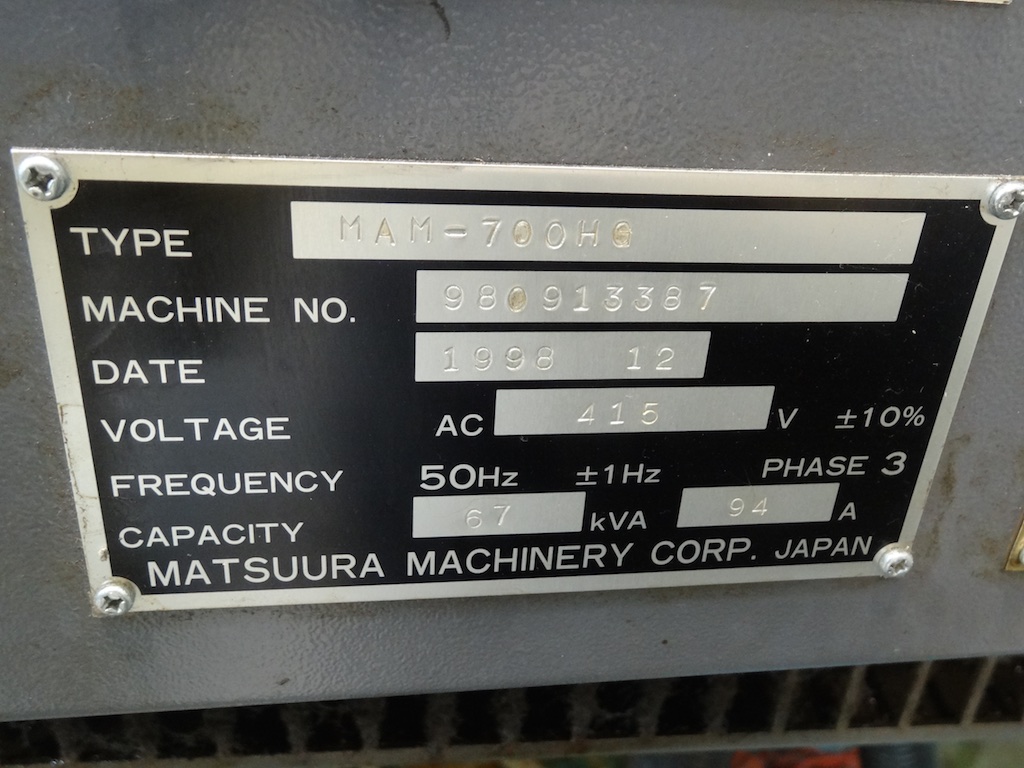 TYPE MAM-700HG
MACHINE NO. 980913387
DATE 1998 12
VOLTAGE AC 415 V ±10%
FREQUENCY 50Hz ±1Hz PHASE 3
CAPACITY 67 kVA 94 A
MATSUURA MACHINERY CORP. JAPAN